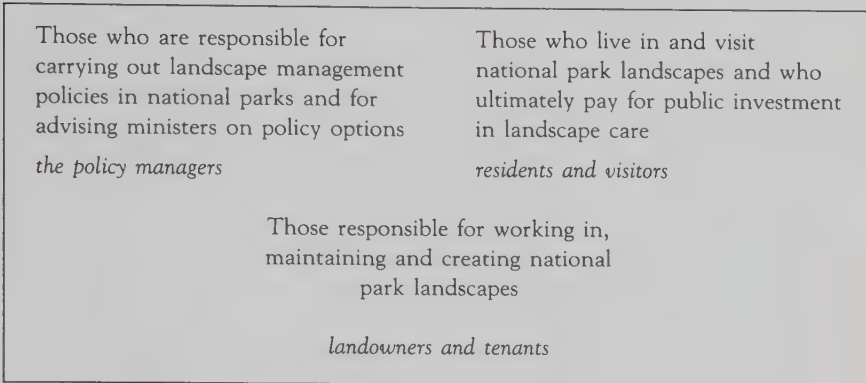 Those who are responsible for
carrying out landscape management
policies in national parks and for
advising ministers on policy options
the policy managers
Those who live in and visit
national park landscapes and who
ultimately pay for public investment
in landscape care
residents and visitors
Those responsible for working in,
maintaining and creating national
park landscapes
landowners and tenants